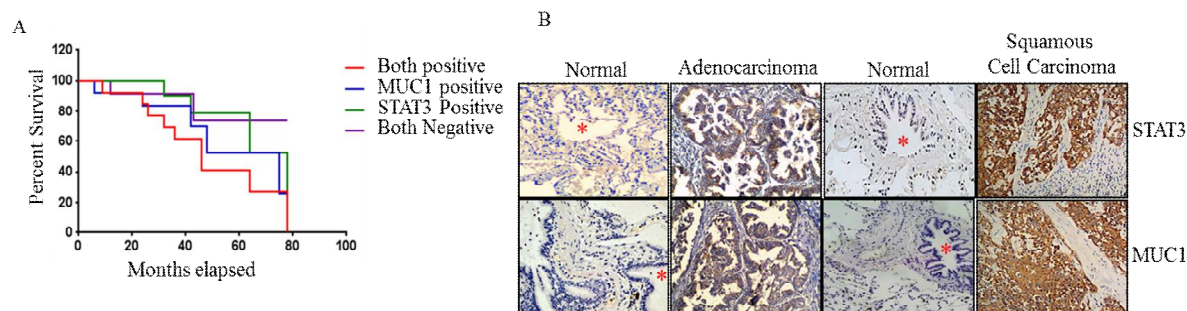 A
120
100
80
60
40
20
0
0 20 40 60 80 100
Percent Survival
Months elapsed
Both positive
MUC1 positive
STAT3 Positive
Both Negative
B
Normal
Adenocarcinoma
Normal
Squamous
Cell Carcinoma
*
*
STAT3
*
*
MUC1